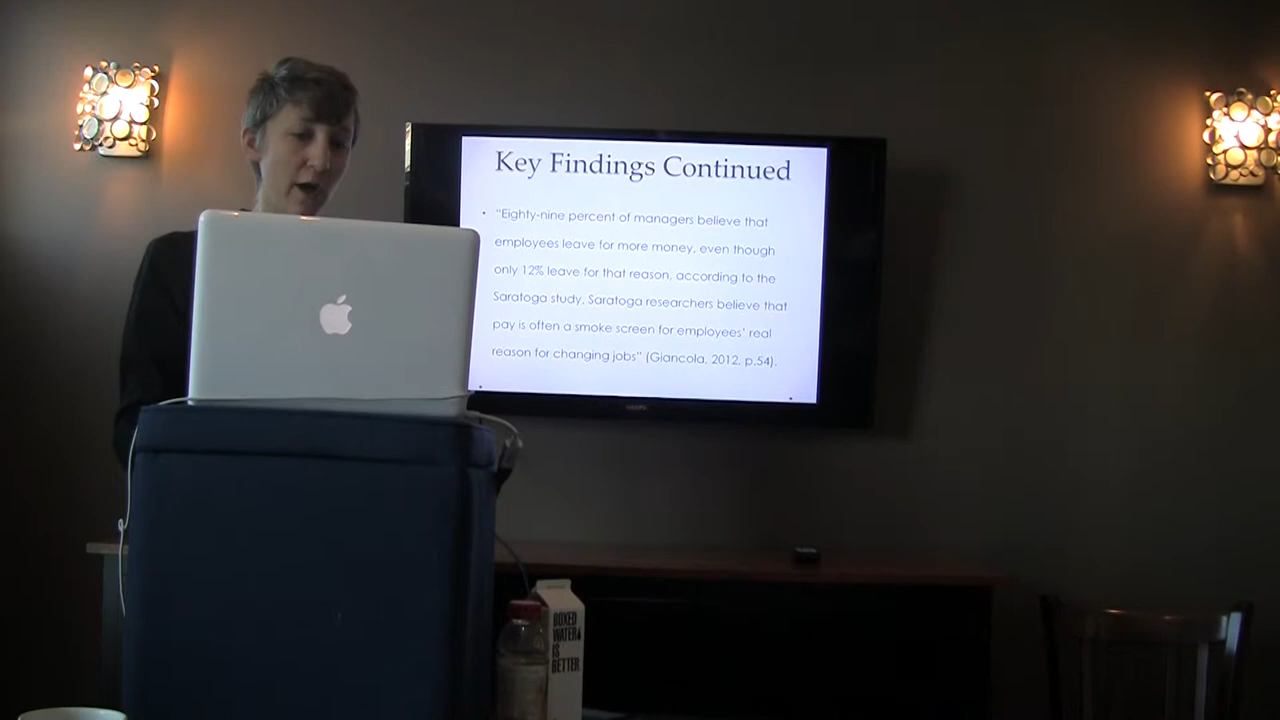 Key Findings Continued
• “Eighty-nine percent of managers believe that
employees leave for more money, even though
only 12% leave for that reason, according to the
Saratoga study. Saratoga researchers believe that
pay is often a smoke screen for employees’ real
reason for changing jobs” (Giancola, 2012, p.54).
BOXED
WATER
IS
BETTER.